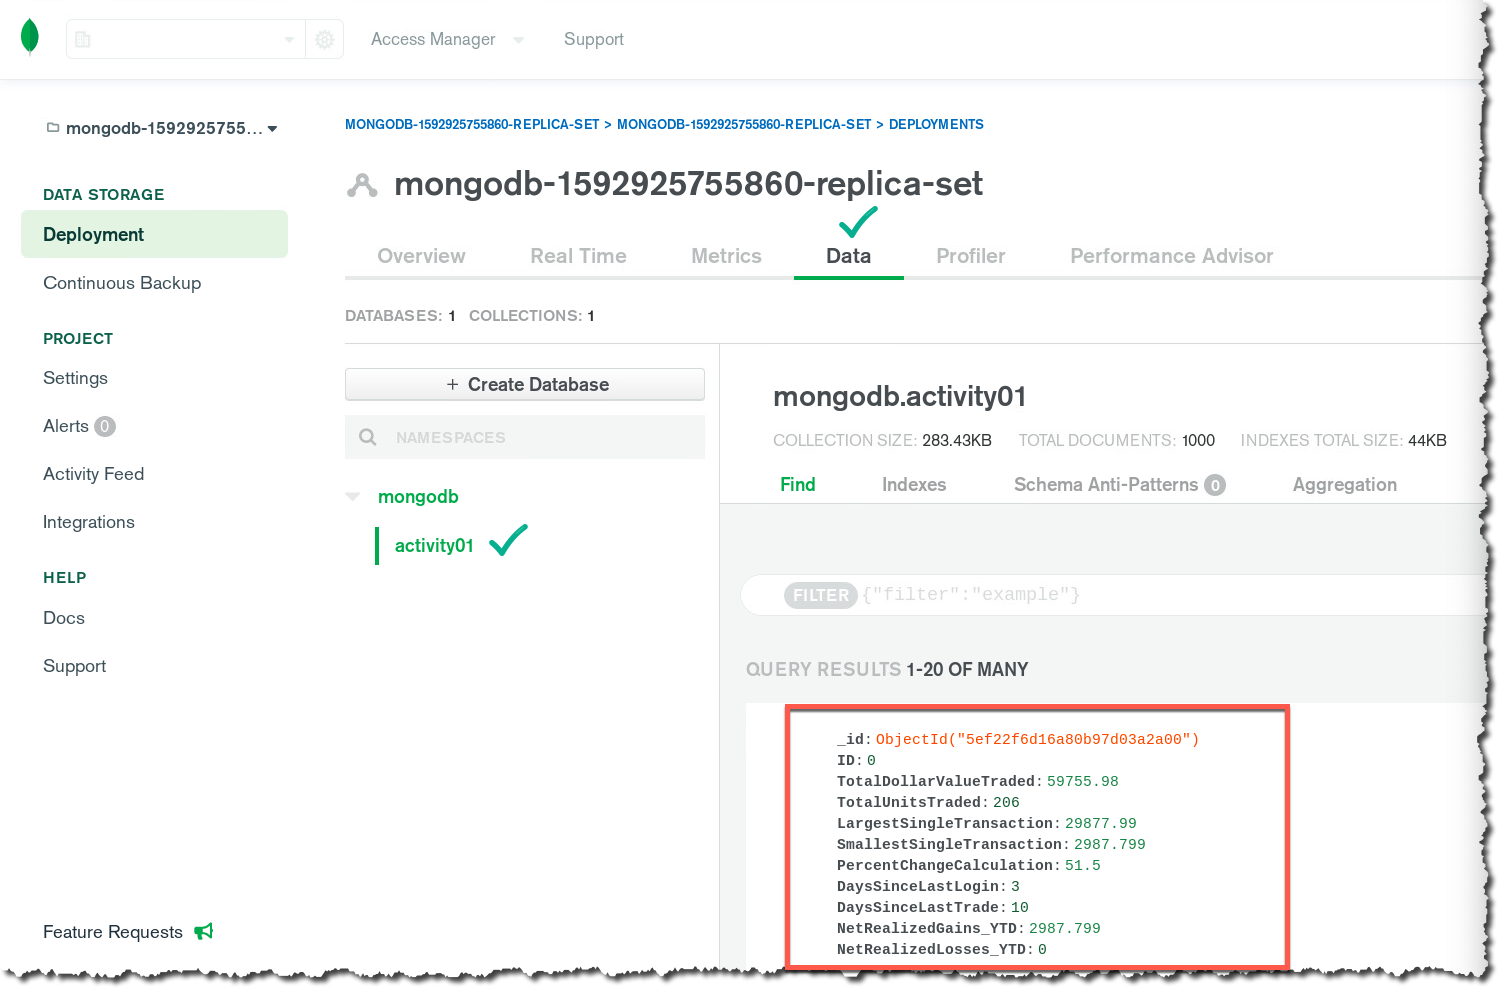 Access Manager
Support
mongodb-1592925755...
DATA STORAGE
Deployment
Continuous Backup
PROJECT
Settings
Alerts 0
Activity Feed
Integrations
HELP
Docs
Support
Feature Requests
MONGODB-1592925755860-REPLICA-SET > MONGODB-1592925755860-REPLICA-SET > DEPLOYMENTS
mongodb-1592925755860-replica-set
Overview Real Time Metrics Data Profiler Performance Advisor
DATABASES: 1 COLLECTIONS: 1
+ Create Database
NAMESPACES
mongodb
activity01
mongodb.activity01
COLLECTION SIZE: 283.43KB TOTAL DOCUMENTS: 1000 INDEXES TOTAL SIZE: 44KB
Find Indexes Schema Anti-Patterns 0 Aggregation
FILTER {"filter":"example"}
QUERY RESULTS 1-20 OF MANY
_id: ObjectId("5ef22f6d16a80b97d03a2a00")
ID: 0
TotalDollarValueTraded: 59755.98
TotalUnitsTraded: 206
LargestSingleTransaction: 29877.99
SmallestSingleTransaction: 2987.799
PercentChangeCalculation: 51.5
DaysSinceLastLogin: 3
DaysSinceLastTrade: 10
NetRealizedGains_YTD: 2987.799
NetRealizedLosses_YTD: 0